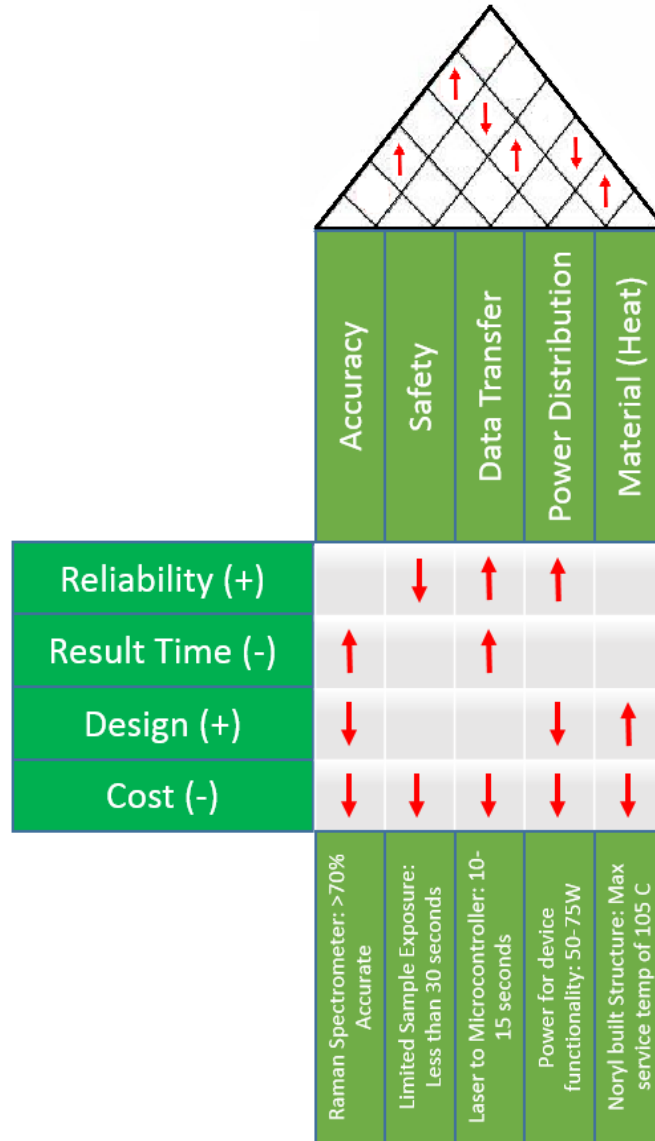 Accuracy
Safety
Data Transfer
Power Distribution
Material (Heat)
Reliability (+)
Result Time (-)
Design (+)
Cost (-)
Raman Spectrometer: >70%
Accurate
Limited Sample Exposure:
Less than 30 seconds
Laser to Microcontroller: 10-
15 seconds
Power for device
functionality: 50-75W
Noryl built Structure: Max
service temp of 105 C